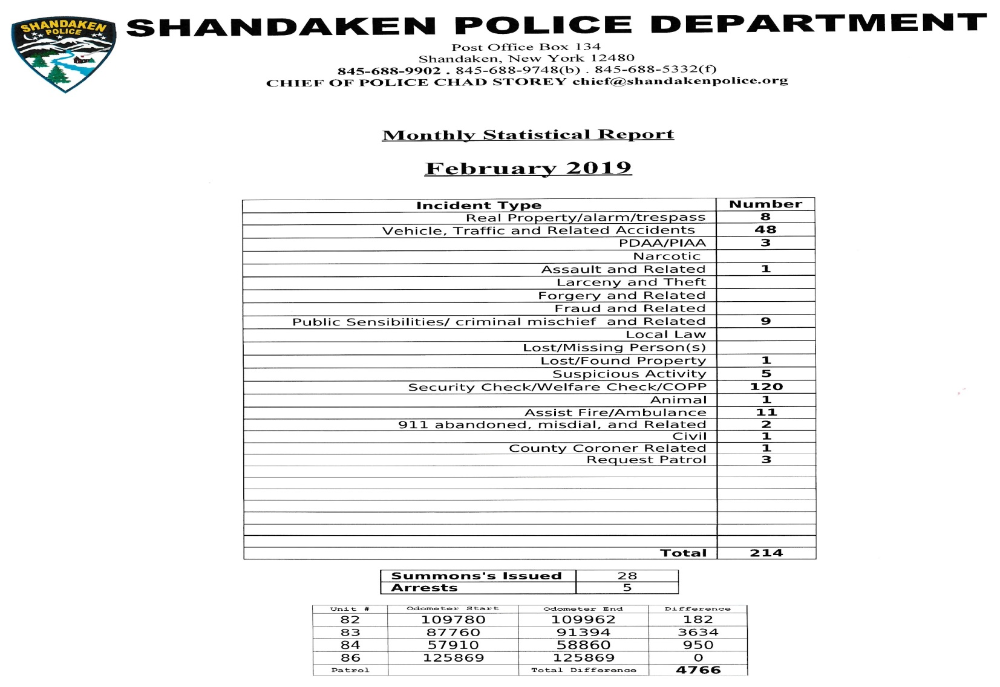 SHANDAKEN
POLICE
SHANDAKEN POLICE DEPARTMENT
Post Office Box 134
Shandaken, New York 12480
845-688-9902 . 845-688-9748(b) . 845-688-5332(f)
CHIEF OF POLICE CHAD STOREY chief@shandakenpolice.org
Monthly Statistical Report
February 2019
Incident Type Number
Real Property/alarm/trespass 8
Vehicle, Traffic and Related Accidents 48
PDAA/PIAA 3
Narcotic
Assault and Related 1
Larceny and Theft
Forgery and Related
Fraud and Related
Public Sensibilities/ criminal mischief and Related 9
Local Law
Lost/Missing Person(s)
Lost/Found Property 1
Suspicious Activity 5
Security Check/Welfare Check/COPP 120
Animal 1
Assist Fire/Ambulance 11
911 abandoned, misdial, and Related 2
Civil 1
County Coroner Related 1
Request Patrol 3
Total 214
Summons's Issued 28
Arrests 5
Unit # Odometer Start Odometer End Difference
82 109780 109962 182
83 87760 91394 3634
84 57910 58860 950
86 125869 125869 0
Patrol Total Difference 4766